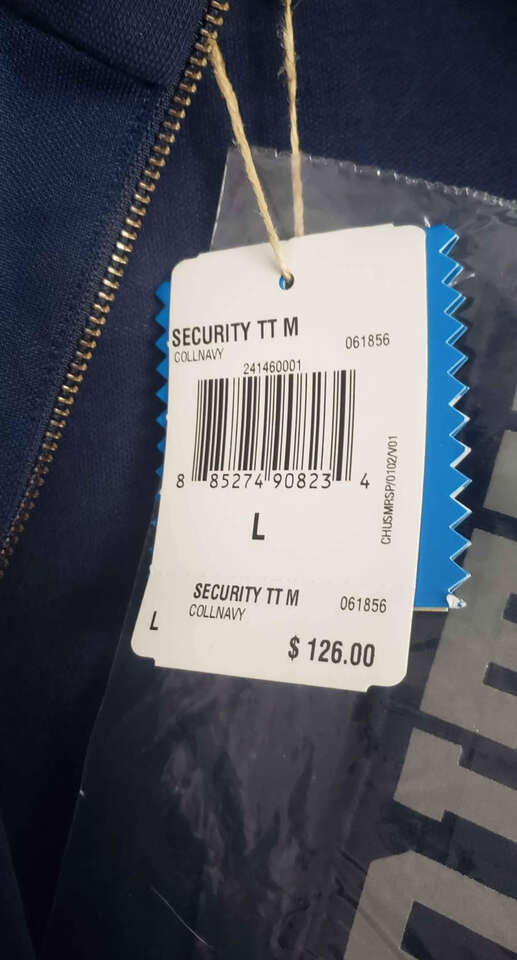 SECURITY TT M
COLLNAVY
061856
241460001
8 85274 90823 4
L
CHUSMRSP/0102/V01
SECURITY TT M
COLLNAVY
061856
L
$ 126.00